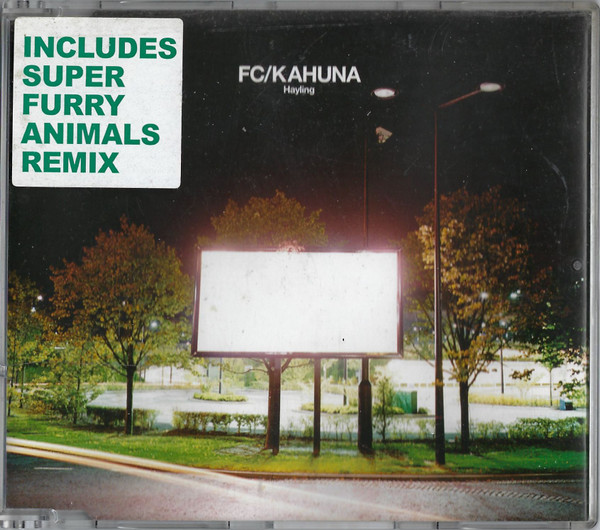 INCLUDES
SUPER
FURRY
ANIMALS
REMIX
FC/KAHUNA
Hayling